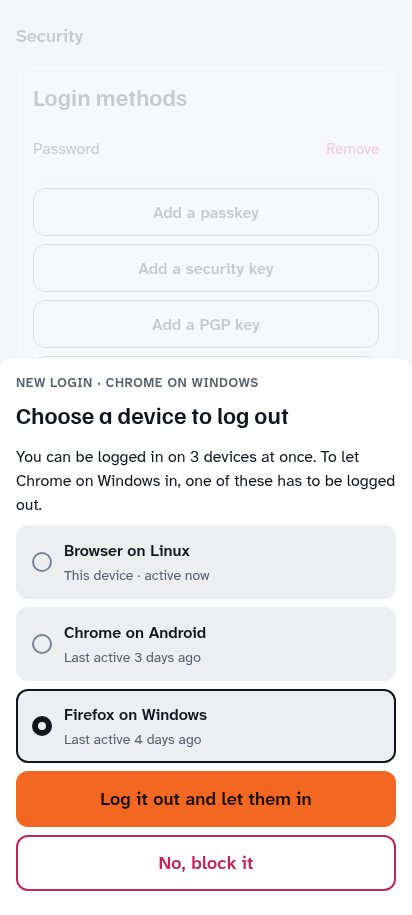 Security
Login methods
Password
Remove
Add a passkey
Add a security key
Add a PGP key
NEW LOGIN · CHROME ON WINDOWS
Choose a device to log out
You can be logged in on 3 devices at once. To let
Chrome on Windows in, one of these has to be logged
out.
Browser on Linux
This device · active now
Chrome on Android
Last active 3 days ago
Firefox on Windows
Last active 4 days ago
Log it out and let them in
No, block it